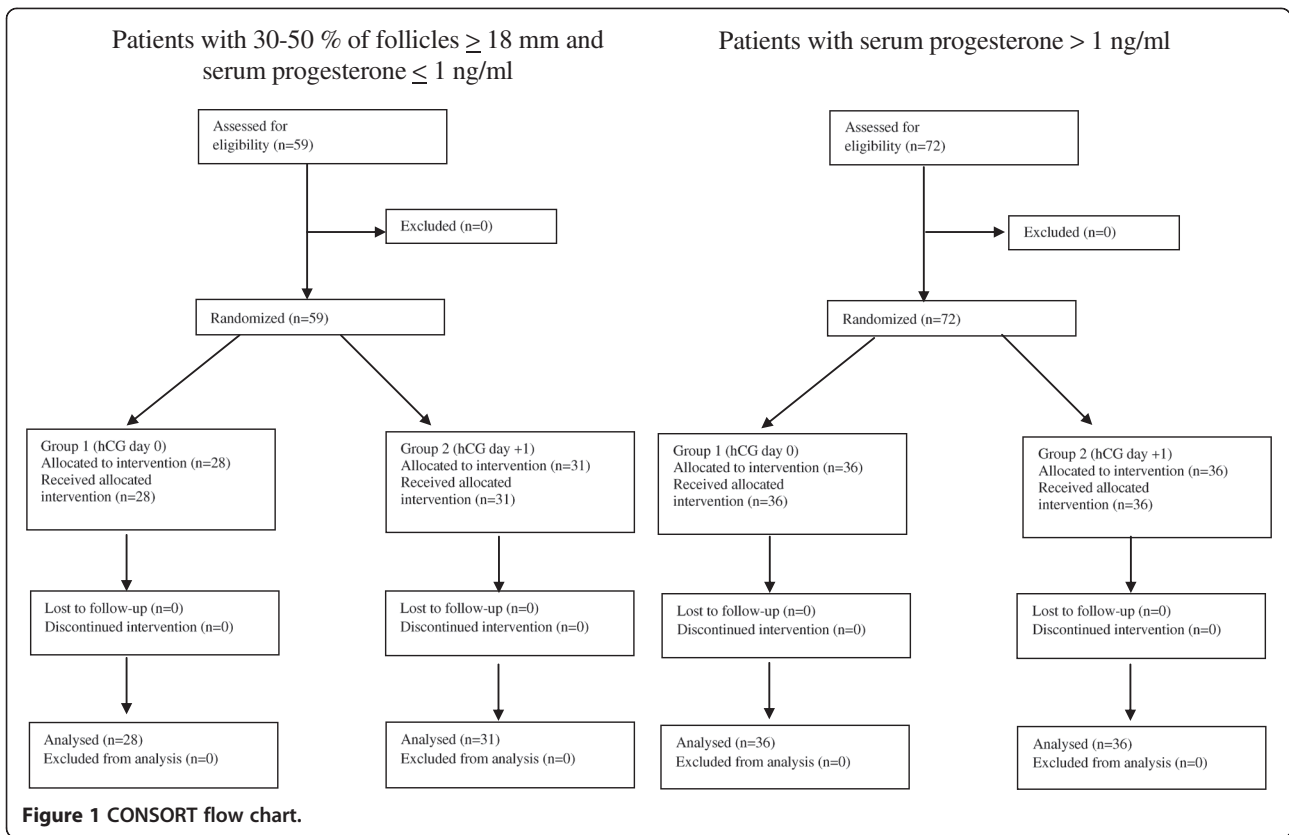 Patients with 30-50 % of follicles ≥ 18 mm and
serum progesterone ≤ 1 ng/ml
Assessed for
eligibility (n=59)
Excluded (n=0)
Randomized (n=59)
Group 1 (hCG day 0)
Allocated to intervention (n=28)
Received allocated
intervention (n=28)
Group 2 (hCG day +1)
Allocated to intervention (n=31)
Received allocated
intervention (n=31)
Lost to follow-up (n=0)
Discontinued intervention (n=0)
Lost to follow-up (n=0)
Discontinued intervention (n=0)
Analysed (n=28)
Excluded from analysis (n=0)
Analysed (n=31)
Excluded from analysis (n=0)
Patients with serum progesterone > 1 ng/ml
Assessed for
eligibility (n=72)
Excluded (n=0)
Randomized (n=72)
Group 1 (hCG day 0)
Allocated to intervention (n=36)
Received allocated
intervention (n=36)
Group 2 (hCG day +1)
Allocated to intervention (n=36)
Received allocated
intervention (n=36)
Lost to follow-up (n=0)
Discontinued intervention (n=0)
Lost to follow-up (n=0)
Discontinued intervention (n=0)
Analysed (n=36)
Excluded from analysis (n=0)
Analysed (n=36)
Excluded from analysis (n=0)
Figure 1 CONSORT flow chart.